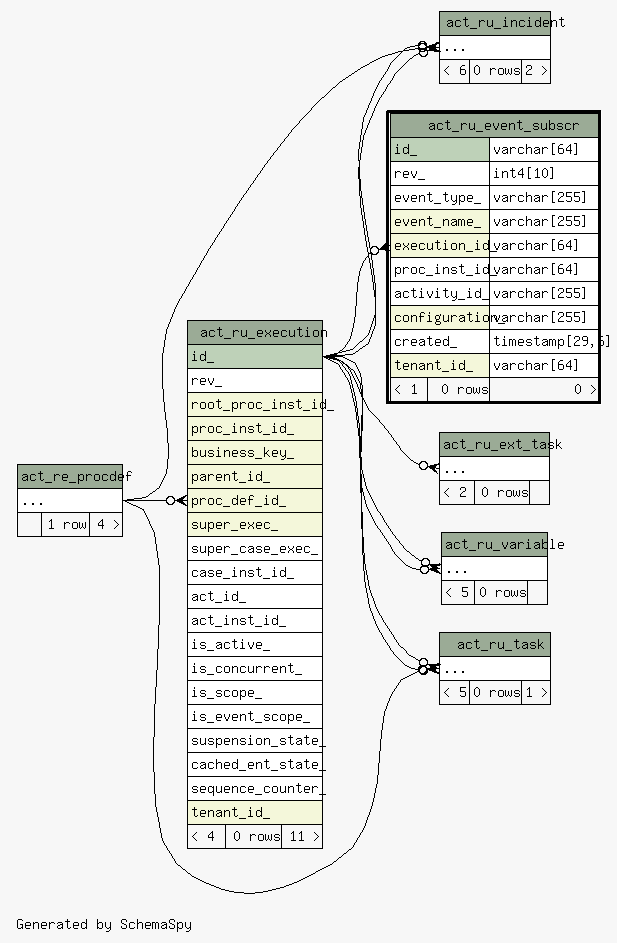 act_ru_incident
...
< 6 0 rows 2 >
act_ru_event_subscr
id_ varchar[64]
rev_ int4[10]
event_type_ varchar[255]
event_name_ varchar[255]
execution_id_ varchar[64]
proc_inst_id_ varchar[64]
activity_id_ varchar[255]
configuration_ varchar[255]
created_ timestamp[29,6]
tenant_id_ varchar[64]
< 1 0 rows 0 >
act_ru_execution
id_
rev_
root_proc_inst_id_
proc_inst_id_
business_key_
parent_id_
proc_def_id_
super_exec_
super_case_exec_
case_inst_id_
act_id_
act_inst_id_
is_active_
is_concurrent_
is_scope_
is_event_scope_
suspension_state_
cached_ent_state_
sequence_counter_
tenant_id_
< 4 0 rows 11 >
act_re_procdef
...
1 row 4 >
act_ru_ext_task
...
< 2 0 rows
act_ru_variable
...
< 5 0 rows
act_ru_task
...
< 5 0 rows 1 >
Generated by SchemaSpy